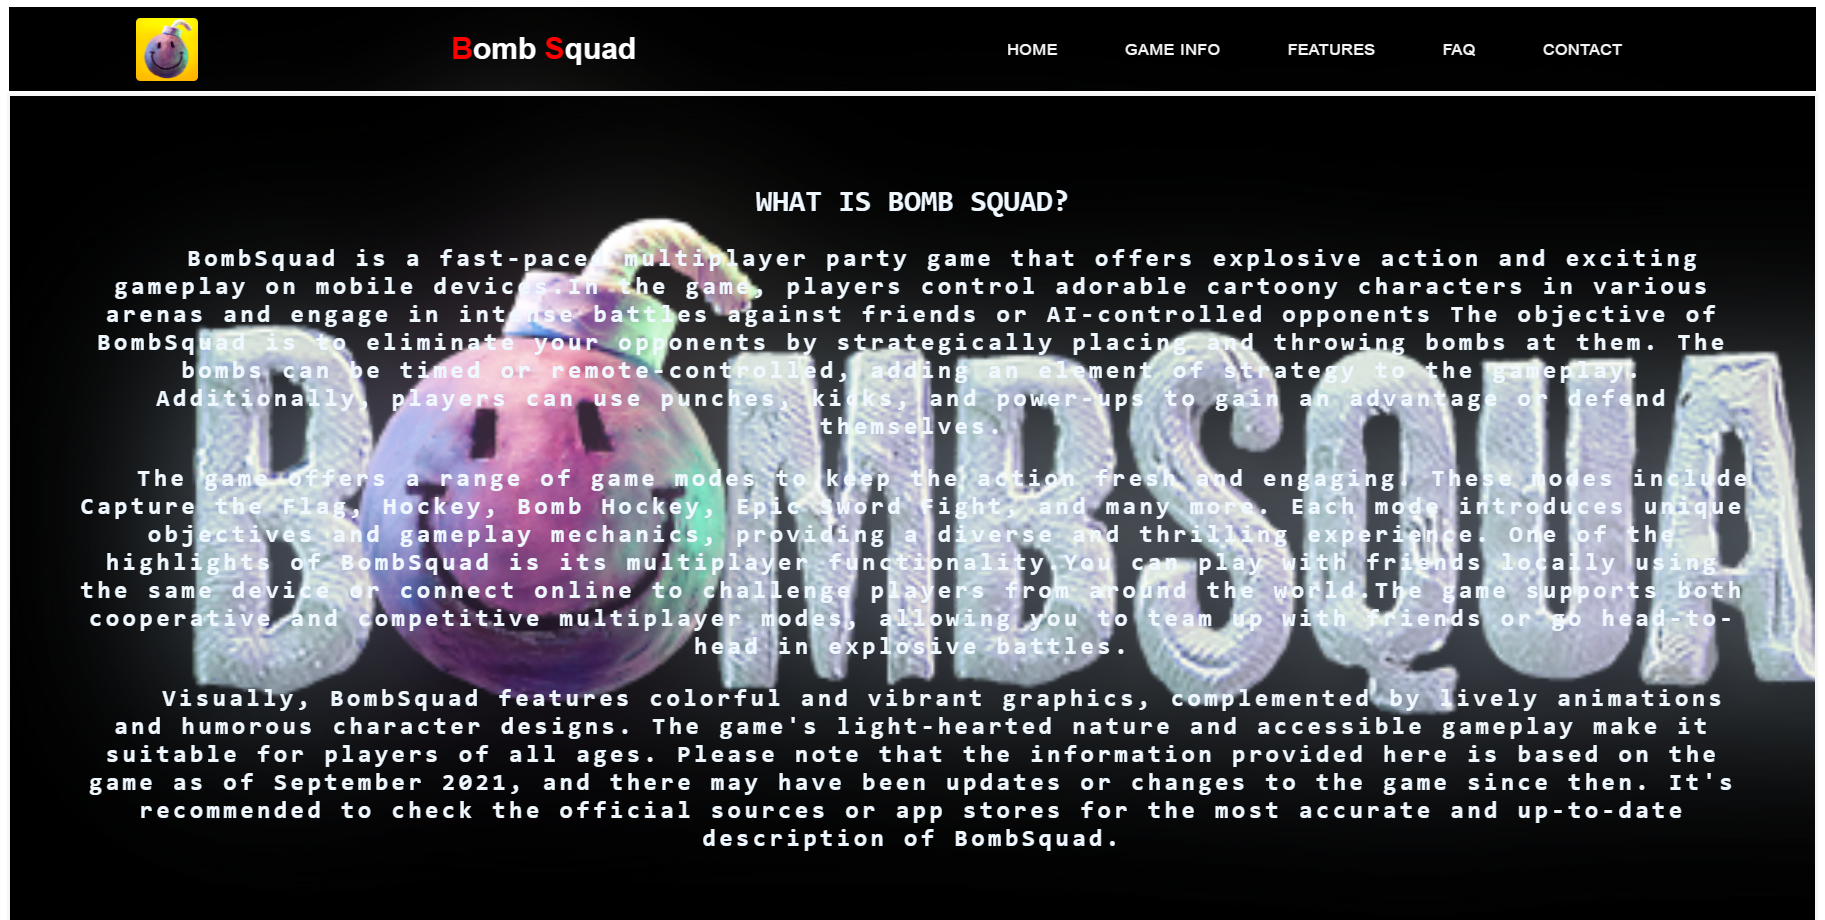 Bomb Squad
HOME GAME INFO FEATURES FAQ CONTACT
WHAT IS BOMB SQUAD?
BombSquad is a fast-paced multiplayer party game that offers explosive action and exciting
gameplay on mobile devices.In the game, players control adorable cartoony characters in various
arenas and engage in intense battles against friends or AI-controlled opponents The objective of
BombSquad is to eliminate your opponents by strategically placing and throwing bombs at them. The
bombs can be timed or remote-controlled, adding an element of strategy to the gameplay.
Additionally, players can use punches, kicks, and power-ups to gain an advantage or defend
themselves.
The game offers a range of game modes to keep the action fresh and engaging. These modes include
Capture the Flag, Hockey, Bomb Hockey, Epic Sword Fight, and many more. Each mode introduces unique
objectives and gameplay mechanics, providing a diverse and thrilling experience. One of the
highlights of BombSquad is its multiplayer functionality.You can play with friends locally using
the same device or connect online to challenge players from around the world.The game supports both
cooperative and competitive multiplayer modes, allowing you to team up with friends or go head-to-
head in explosive battles.
Visually, BombSquad features colorful and vibrant graphics, complemented by lively animations
and humorous character designs. The game's light-hearted nature and accessible gameplay make it
suitable for players of all ages. Please note that the information provided here is based on the
game as of September 2021, and there may have been updates or changes to the game since then. It's
recommended to check the official sources or app stores for the most accurate and up-to-date
description of BombSquad.
BOMBSQUA